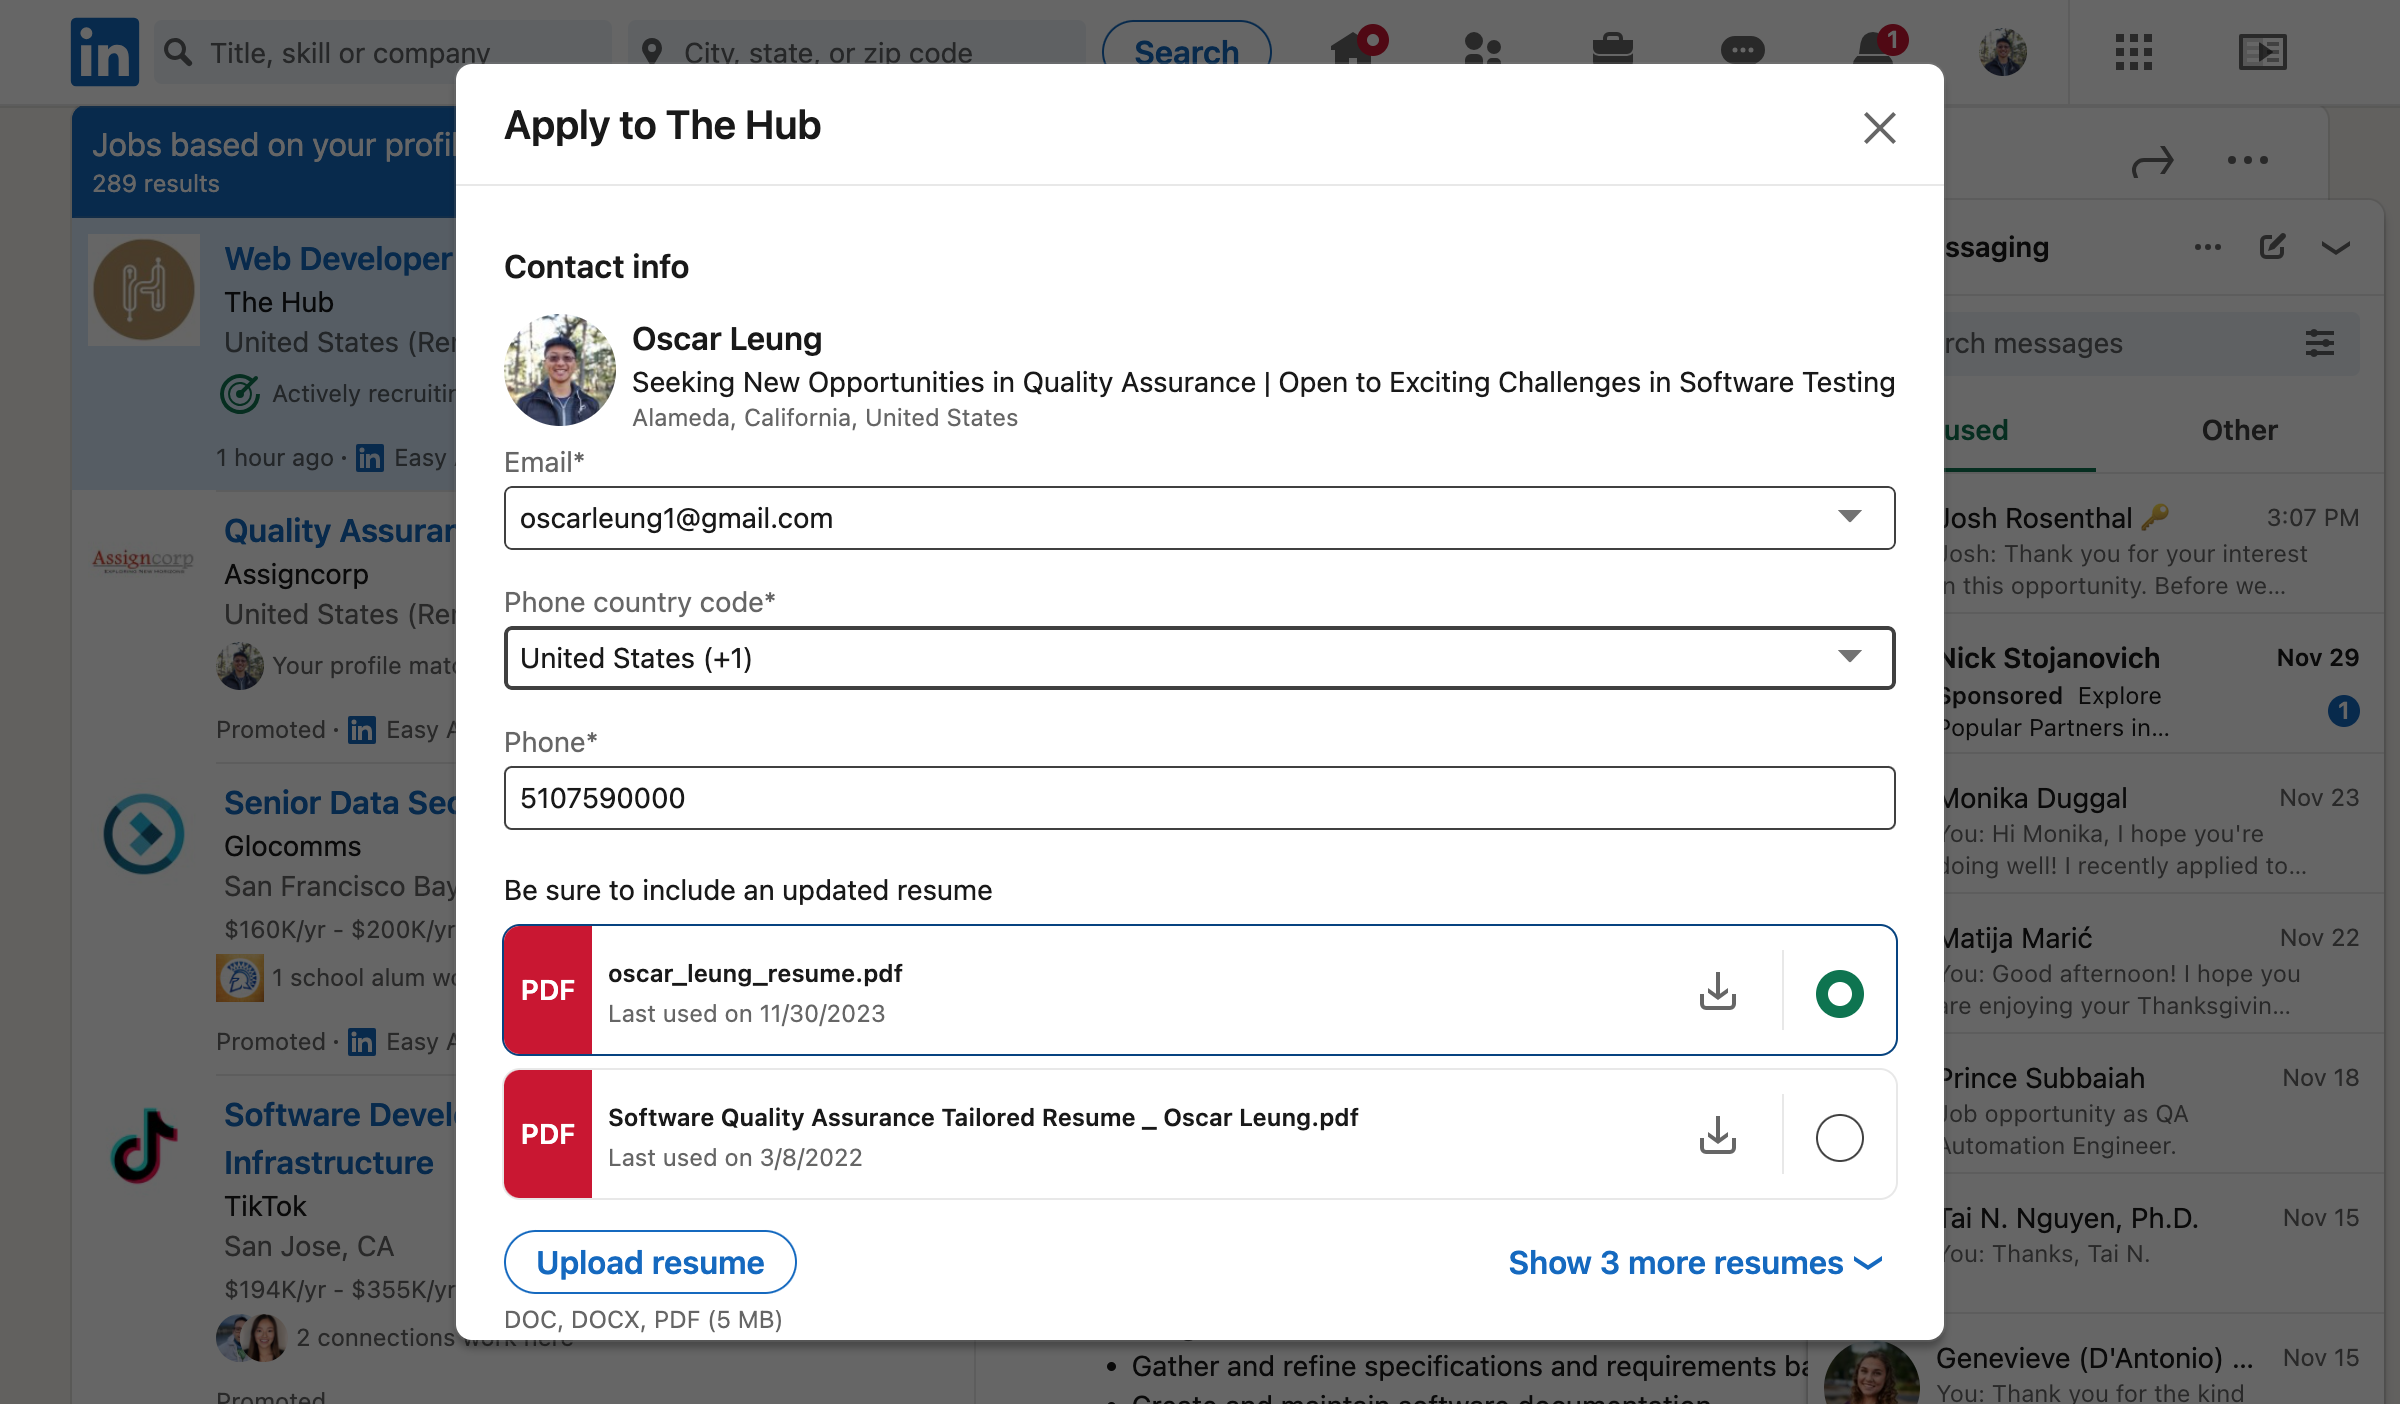 in
Title, skill or company
City, state, or zip code
Search
1
Jobs based on your profil
289 results
Web Developer
The Hub
United States (Re
Actively recruitin
1 hour ago · in Easy
Assigncorp
Quality Assuran
Assigncorp
United States (Re
Your profile mat
Promoted · in Easy A
Senior Data Sec
Glocomms
San Francisco Bay
$160K/yr - $200K/yr
1 school alum wo
Promoted · in Easy A
Software Devel
Infrastructure
TikTok
San Jose, CA
$194K/yr - $355K/yr
2 connections work here
Promoted
Apply to The Hub
Contact info
Oscar Leung
Seeking New Opportunities in Quality Assurance | Open to Exciting Challenges in Software Testing
Alameda, California, United States
Email*
oscarleung1@gmail.com
Phone country code*
United States (+1)
Phone*
5107590000
Be sure to include an updated resume
PDF
oscar_leung_resume.pdf
Last used on 11/30/2023
PDF
Software Quality Assurance Tailored Resume _ Oscar Leung.pdf
Last used on 3/8/2022
Upload resume
Show 3 more resumes
DOC, DOCX, PDF (5 MB)
• Gather and refine specifications and requirements ba
• Create and maintain software documentation
ssaging
rch messages
used
Other
Josh Rosenthal 🔑 3:07 PM
Josh: Thank you for your interest
n this opportunity. Before we...
Nick Stojanovich Nov 29
Sponsored Explore
Popular Partners in...
1
Monika Duggal Nov 23
You: Hi Monika, I hope you're
doing well! I recently applied to...
Matija Marić Nov 22
You: Good afternoon! I hope you
are enjoying your Thanksgivin...
Prince Subbaiah Nov 18
Job opportunity as QA
Automation Engineer.
Tai N. Nguyen, Ph.D. Nov 15
You: Thanks, Tai N.
Genevieve (D'Antonio) ... Nov 15
You: Thank you for the kind